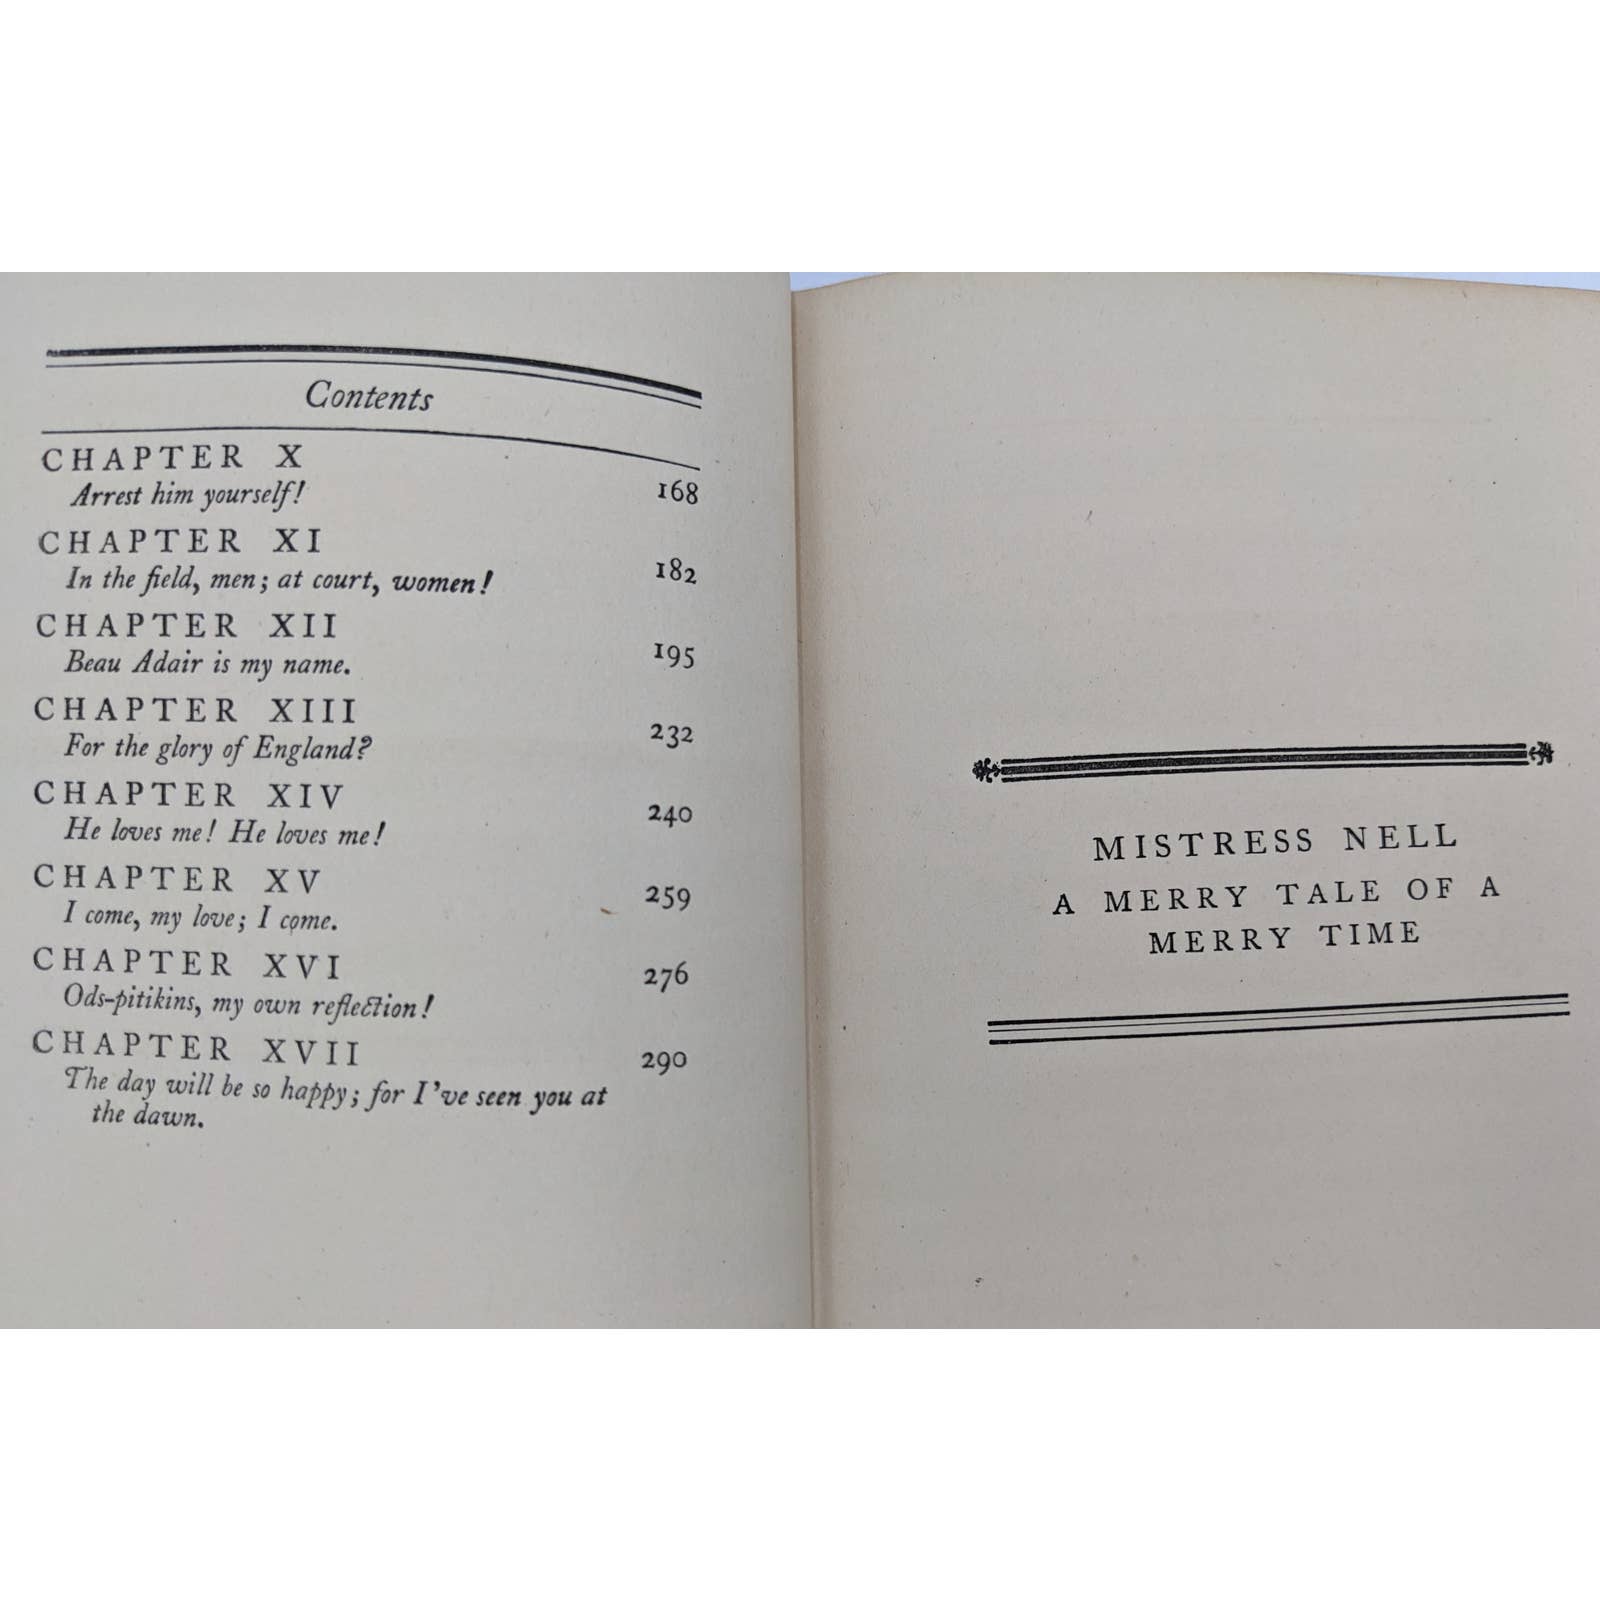 Contents
CHAPTER X
Arrest him yourself! 168
CHAPTER XI
In the field, men; at court, women! 182
CHAPTER XII
Beau Adair is my name. 195
CHAPTER XIII
For the glory of England? 232
CHAPTER XIV
He loves me! He loves me! 240
CHAPTER XV
I come, my love; I come. 259
CHAPTER XVI
Ods-pitikins, my own reflection! 276
CHAPTER XVII
The day will be so happy; for I've seen you at 290
the dawn.
MISTRESS NELL
A MERRY TALE OF A
MERRY TIME